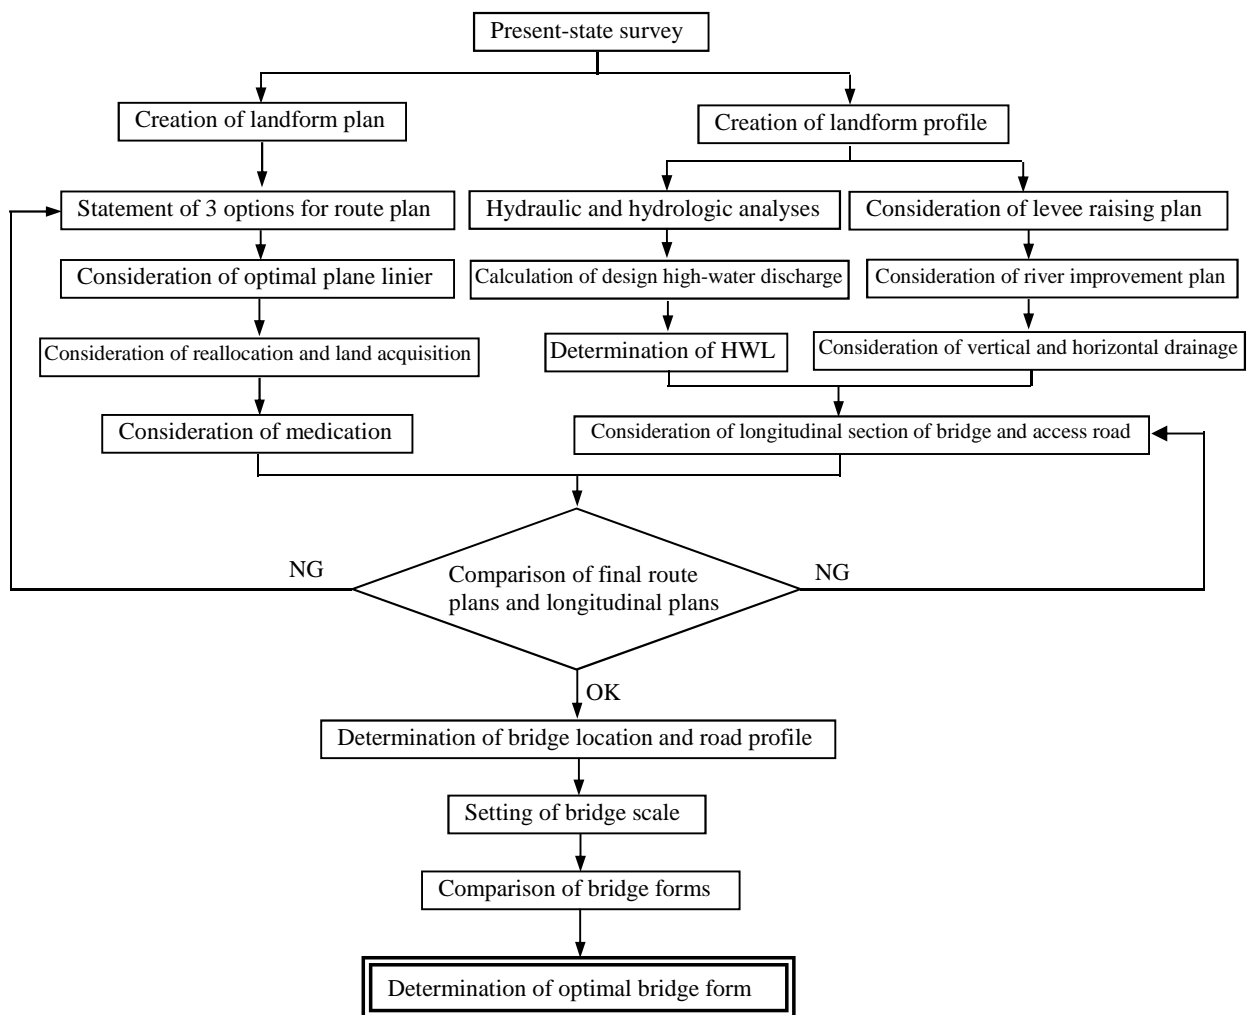 Present-state survey
Creation of landform plan
Creation of landform profile
Statement of 3 options for route plan
Hydraulic and hydrologic analyses
Consideration of levee raising plan
Consideration of optimal plane linier
Calculation of design high-water discharge
Consideration of river improvement plan
Consideration of reallocation and land acquisition
Determination of HWL
Consideration of vertical and horizontal drainage
Consideration of medication
Consideration of longitudinal section of bridge and access road
NG
Comparison of final route
plans and longitudinal plans
NG
OK
Determination of bridge location and road profile
Setting of bridge scale
Comparison of bridge forms
Determination of optimal bridge form